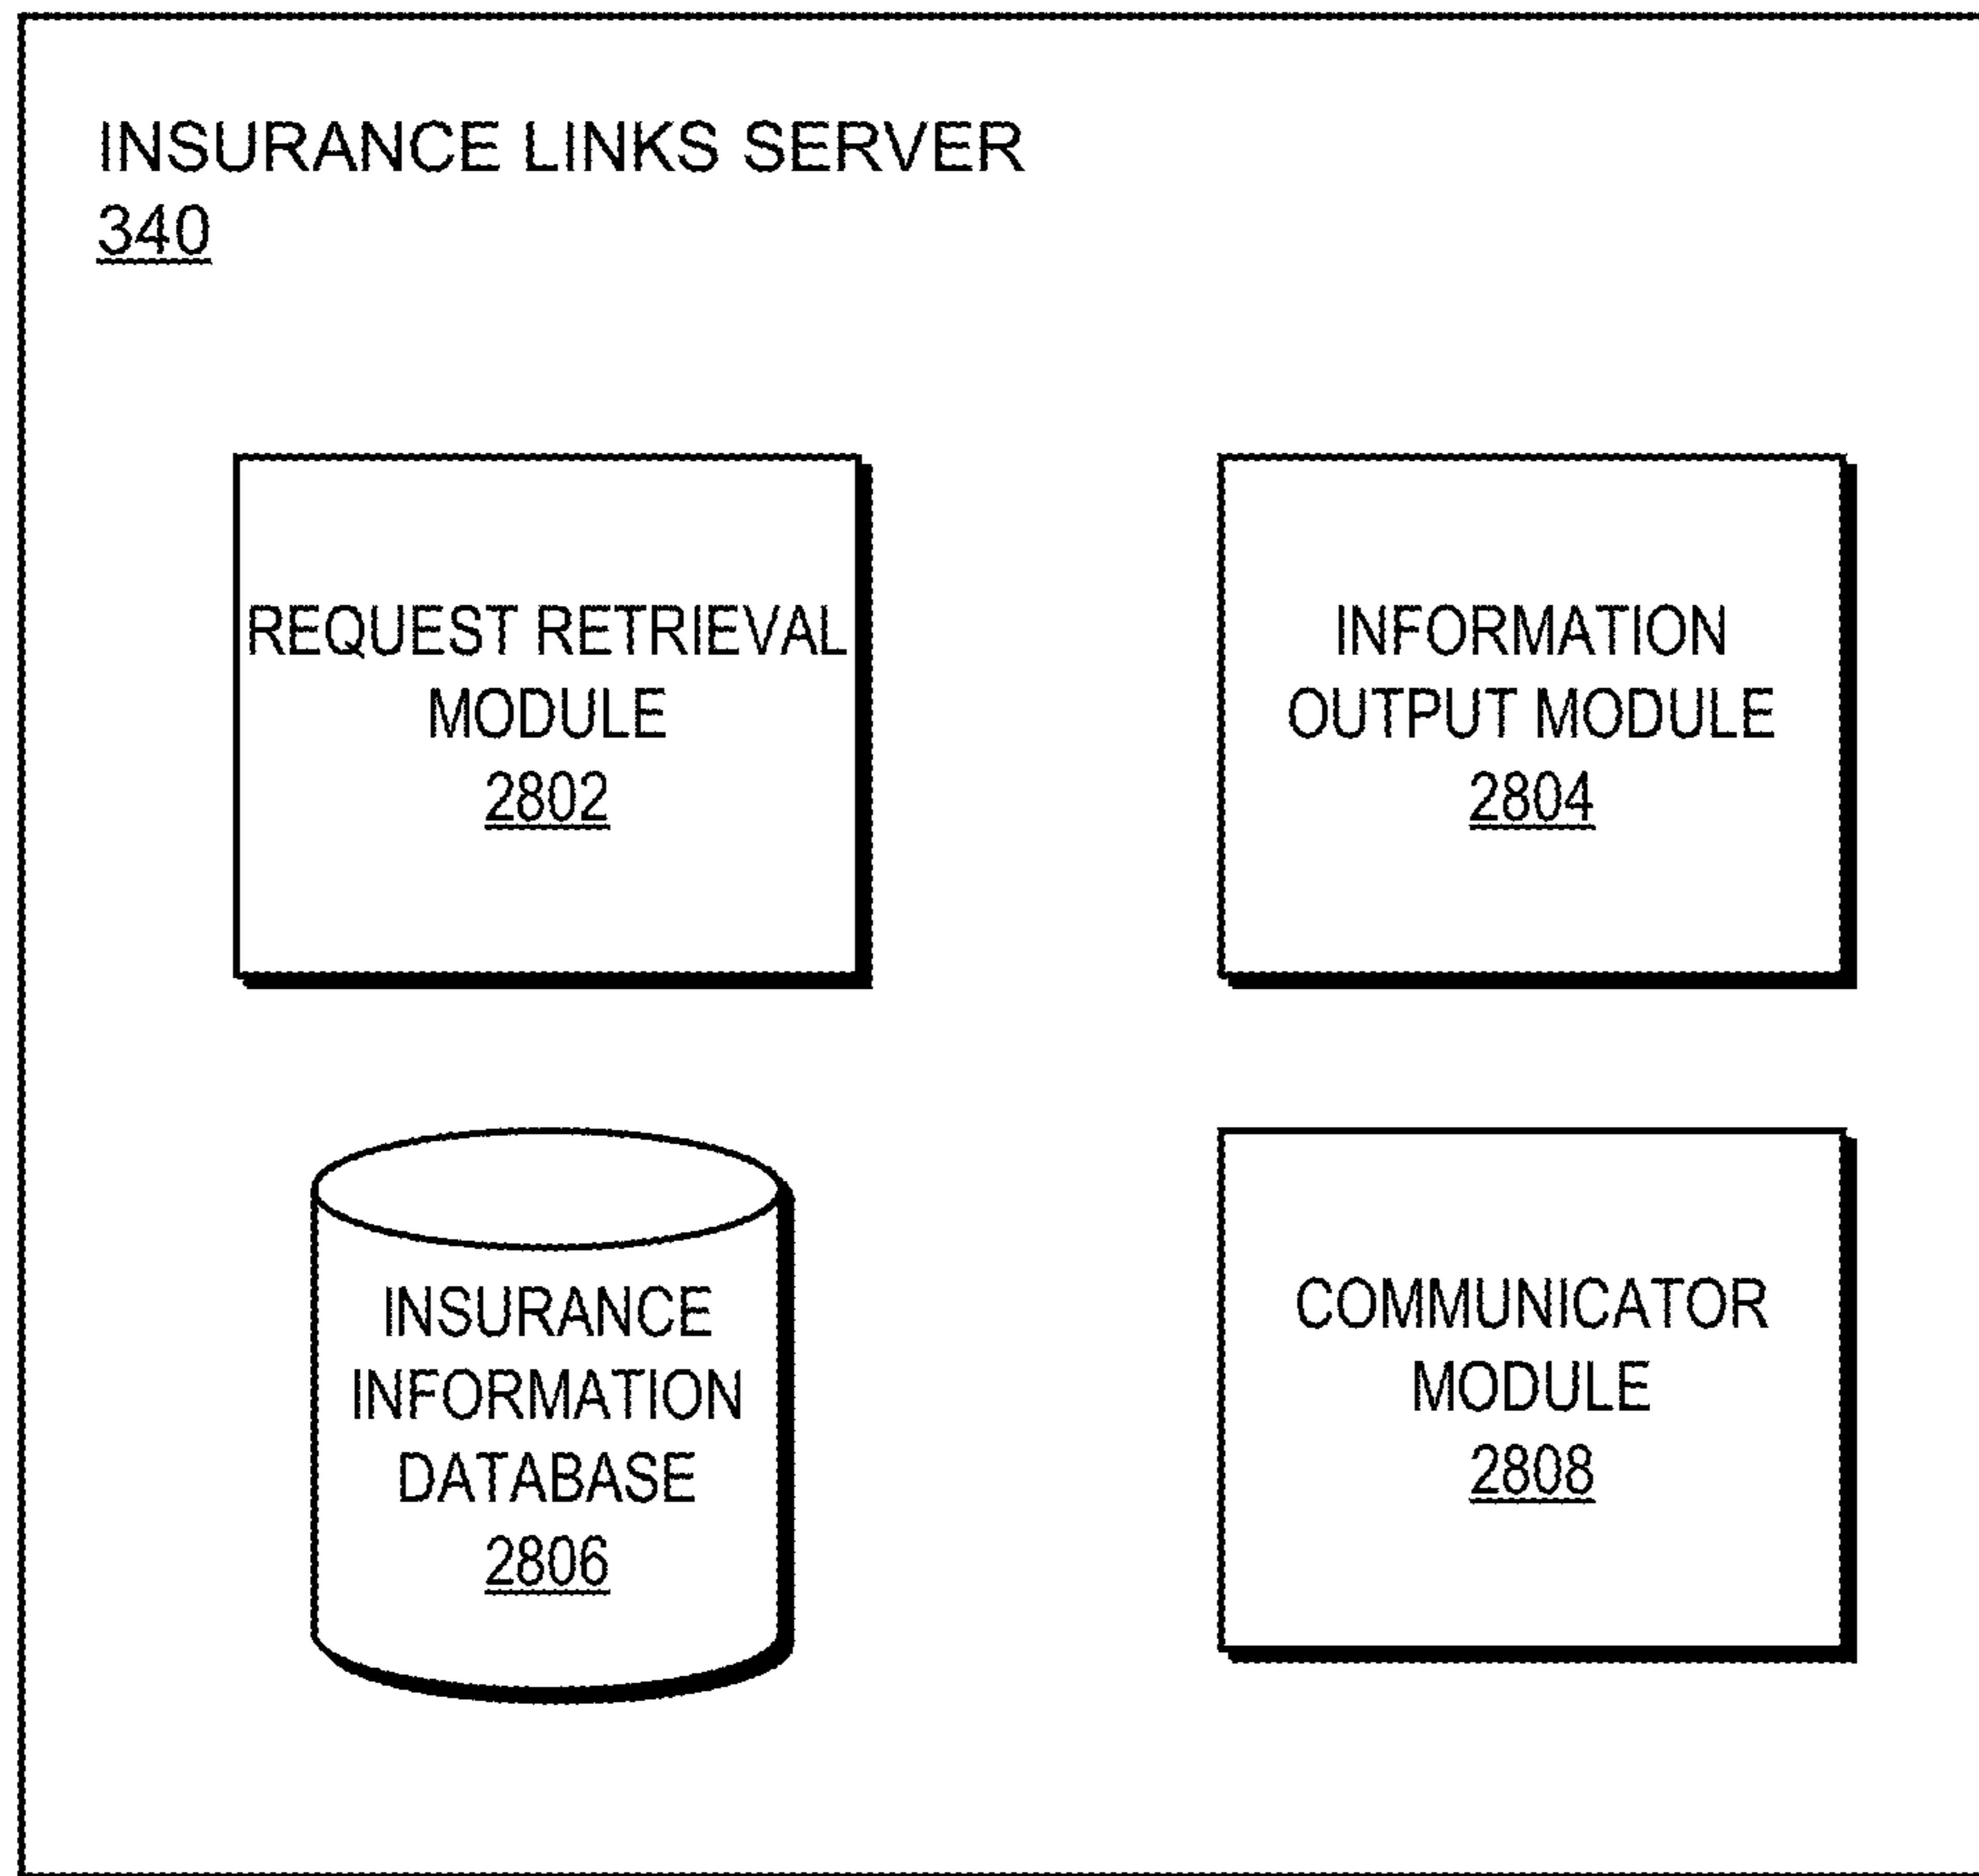 INSURANCE LINKS SERVER
340
REQUEST RETRIEVAL
MODULE
2802
INFORMATION
OUTPUT MODULE
2804
INSURANCE
INFORMATION
DATABASE
2806
COMMUNICATOR
MODULE
2808